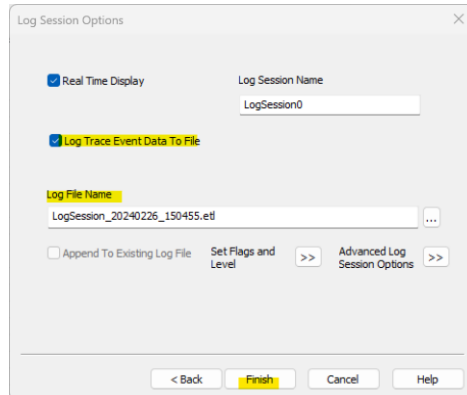 Log Session Options
Real Time Display
Log Session Name
LogSession0
Log Trace Event Data To File
Log File Name
LogSession_20240226_150455.etl
...
Append To Existing Log File
Set Flags and
Level
>>
Advanced Log
Session Options
>>
< Back
Finish
Cancel
Help